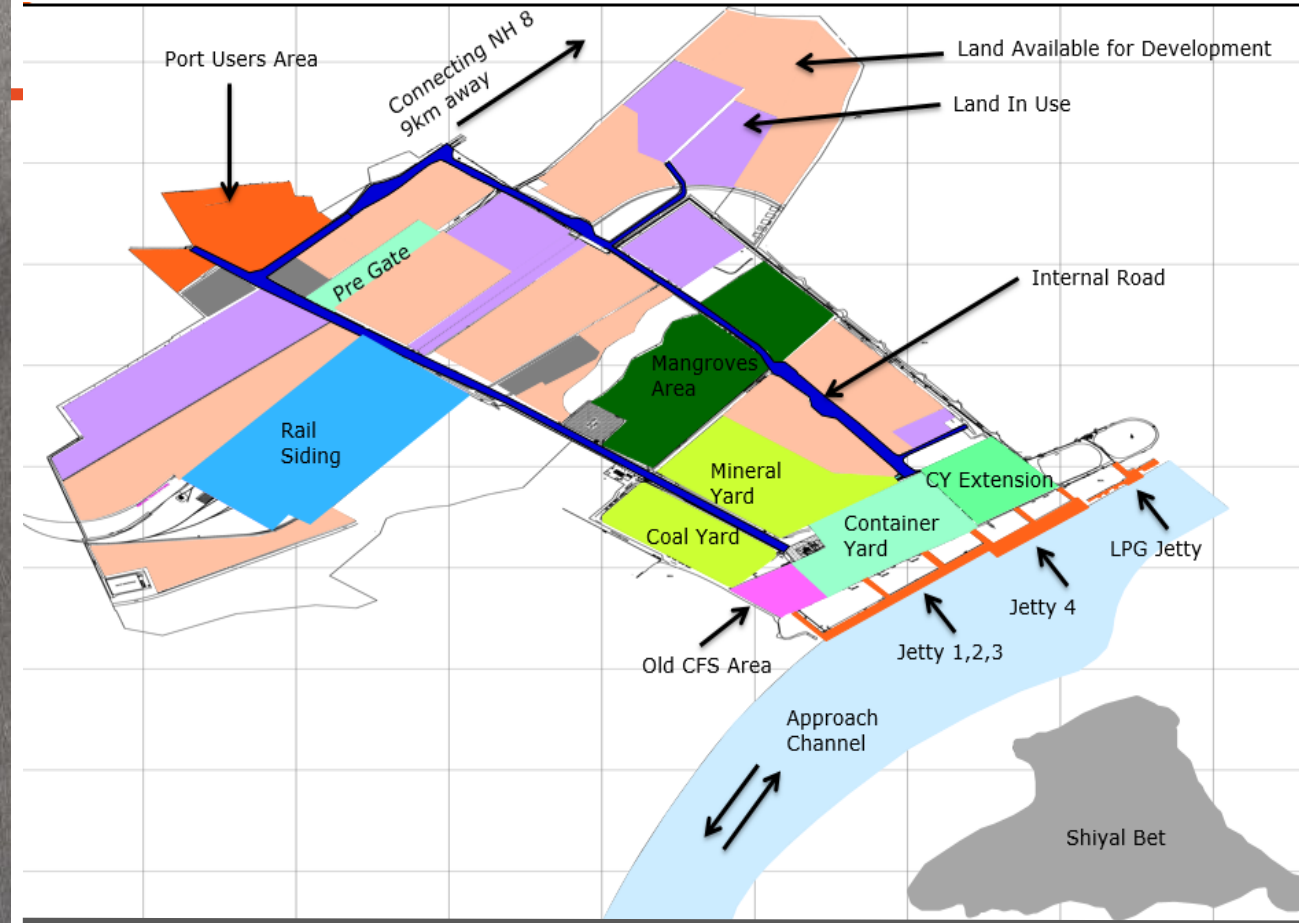 Port Users Area
Connecting NH 8
9km away
Land Available for Development
Land In Use
Pre Gate
Internal Road
Mangroves
Area
Rail
Siding
Mineral
Yard
CY Extension
Coal Yard
Container
Yard
LPG Jetty
Jetty 4
Jetty 1,2,3
Old CFS Area
Approach
Channel
Shiyal Bet